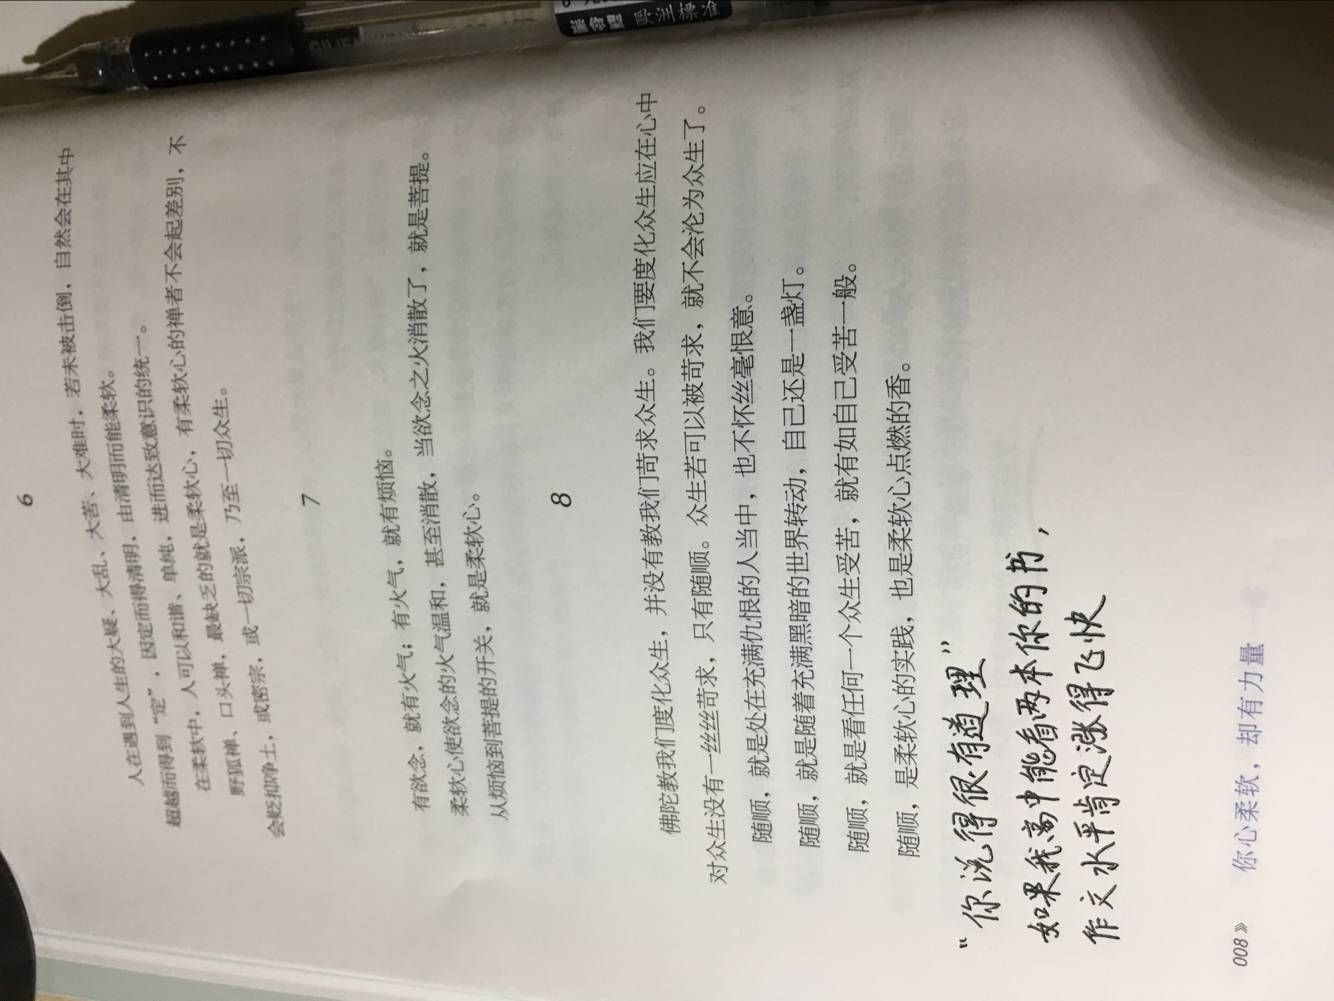 6
人在遇到人生的大疑、大乱、大苦、大难时，若未被击倒，自然会在其中
超越而得到“定”，因定而得清明，由清明而能柔软。
在柔软中，人可以和谐、单纯，进而达致意识的统一。
野狐禅、口头禅，最缺乏的就是柔软心，有柔软心的禅者不会起差别，不
会贬抑净土，或密宗，或一切宗派，乃至一切众生。
7
有欲念，就有火气；有火气，就有烦恼。
柔软心使欲念的火气温和，甚至消散，当欲念之火消散了，就是菩提。
从烦恼到菩提的开关，就是柔软心。
8
佛陀教我们度化众生，并没有教我们苛求众生。我们要度化众生应在心中
对众生没有一丝丝苛求，只有随顺。众生若可以被苛求，就不会沦为众生了。
随顺，就是处在充满仇恨的人当中，也不怀丝毫恨意。
随顺，就是随着充满黑暗的世界转动，自己还是一盏灯。
随顺，就是看任何一个众生受苦，就有如自己受苦一般。
随顺，是柔软心的实践，也是柔软心点燃的香。
“你说得很有道理”
如果我高中能看两本你的书，
作文水平肯定涨得飞快
008》 你心柔软，却有力量
欧洲标准